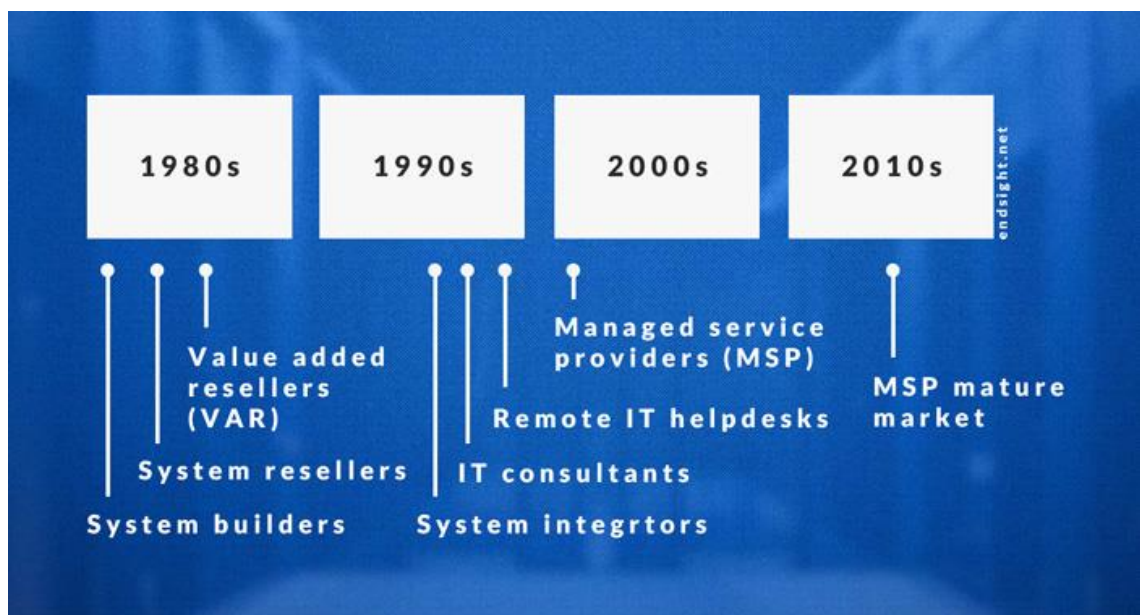 1980s
1990s
2000s
2010s
endsight.net
Value added
resellers
(VAR)
System resellers
System builders
Managed service
providers (MSP)
Remote IT helpdesks
IT consultants
System integrtors
MSP mature
market